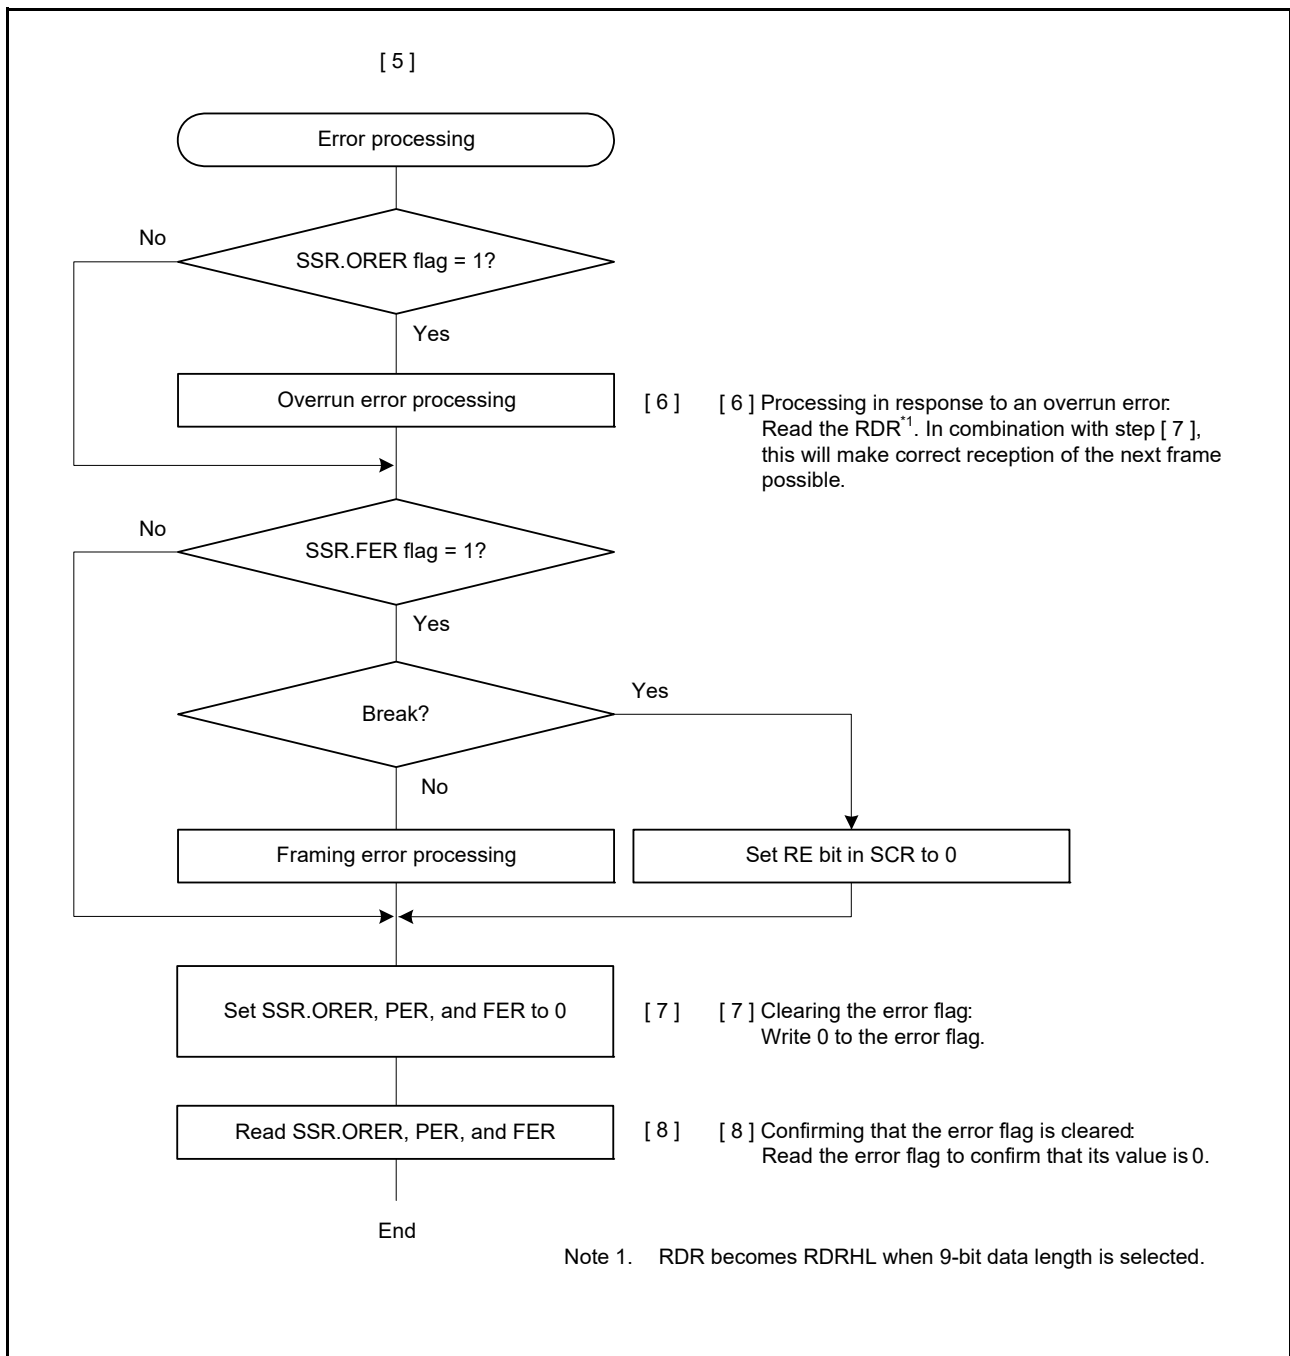 [ 5 ]
Error processing
No
SSR.ORER flag = 1?
Yes
Overrun error processing
[ 6 ]
[ 6 ] Processing in response to an overrun error:
Read the RDR*1. In combination with step [ 7 ],
this will make correct reception of the next frame
possible.
No
SSR.FER flag = 1?
Yes
Break?
Yes
No
Framing error processing
Set RE bit in SCR to 0
Set SSR.ORER, PER, and FER to 0
[ 7 ]
[ 7 ] Clearing the error flag:
Write 0 to the error flag.
Read SSR.ORER, PER, and FER
[ 8 ]
[ 8 ] Confirming that the error flag is cleared:
Read the error flag to confirm that its value is 0.
End
Note 1. RDR becomes RDRHL when 9-bit data length is selected.